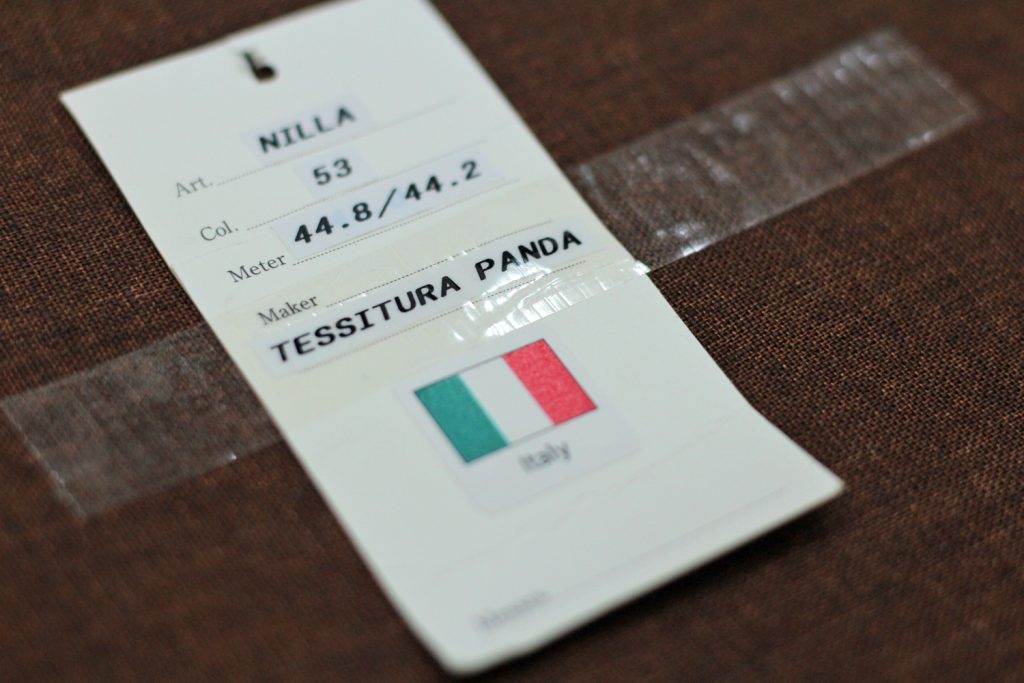 Art. NILLA
Col. 53
Meter 44.8/44.2
Maker
TESSITURA PANDA
Italy